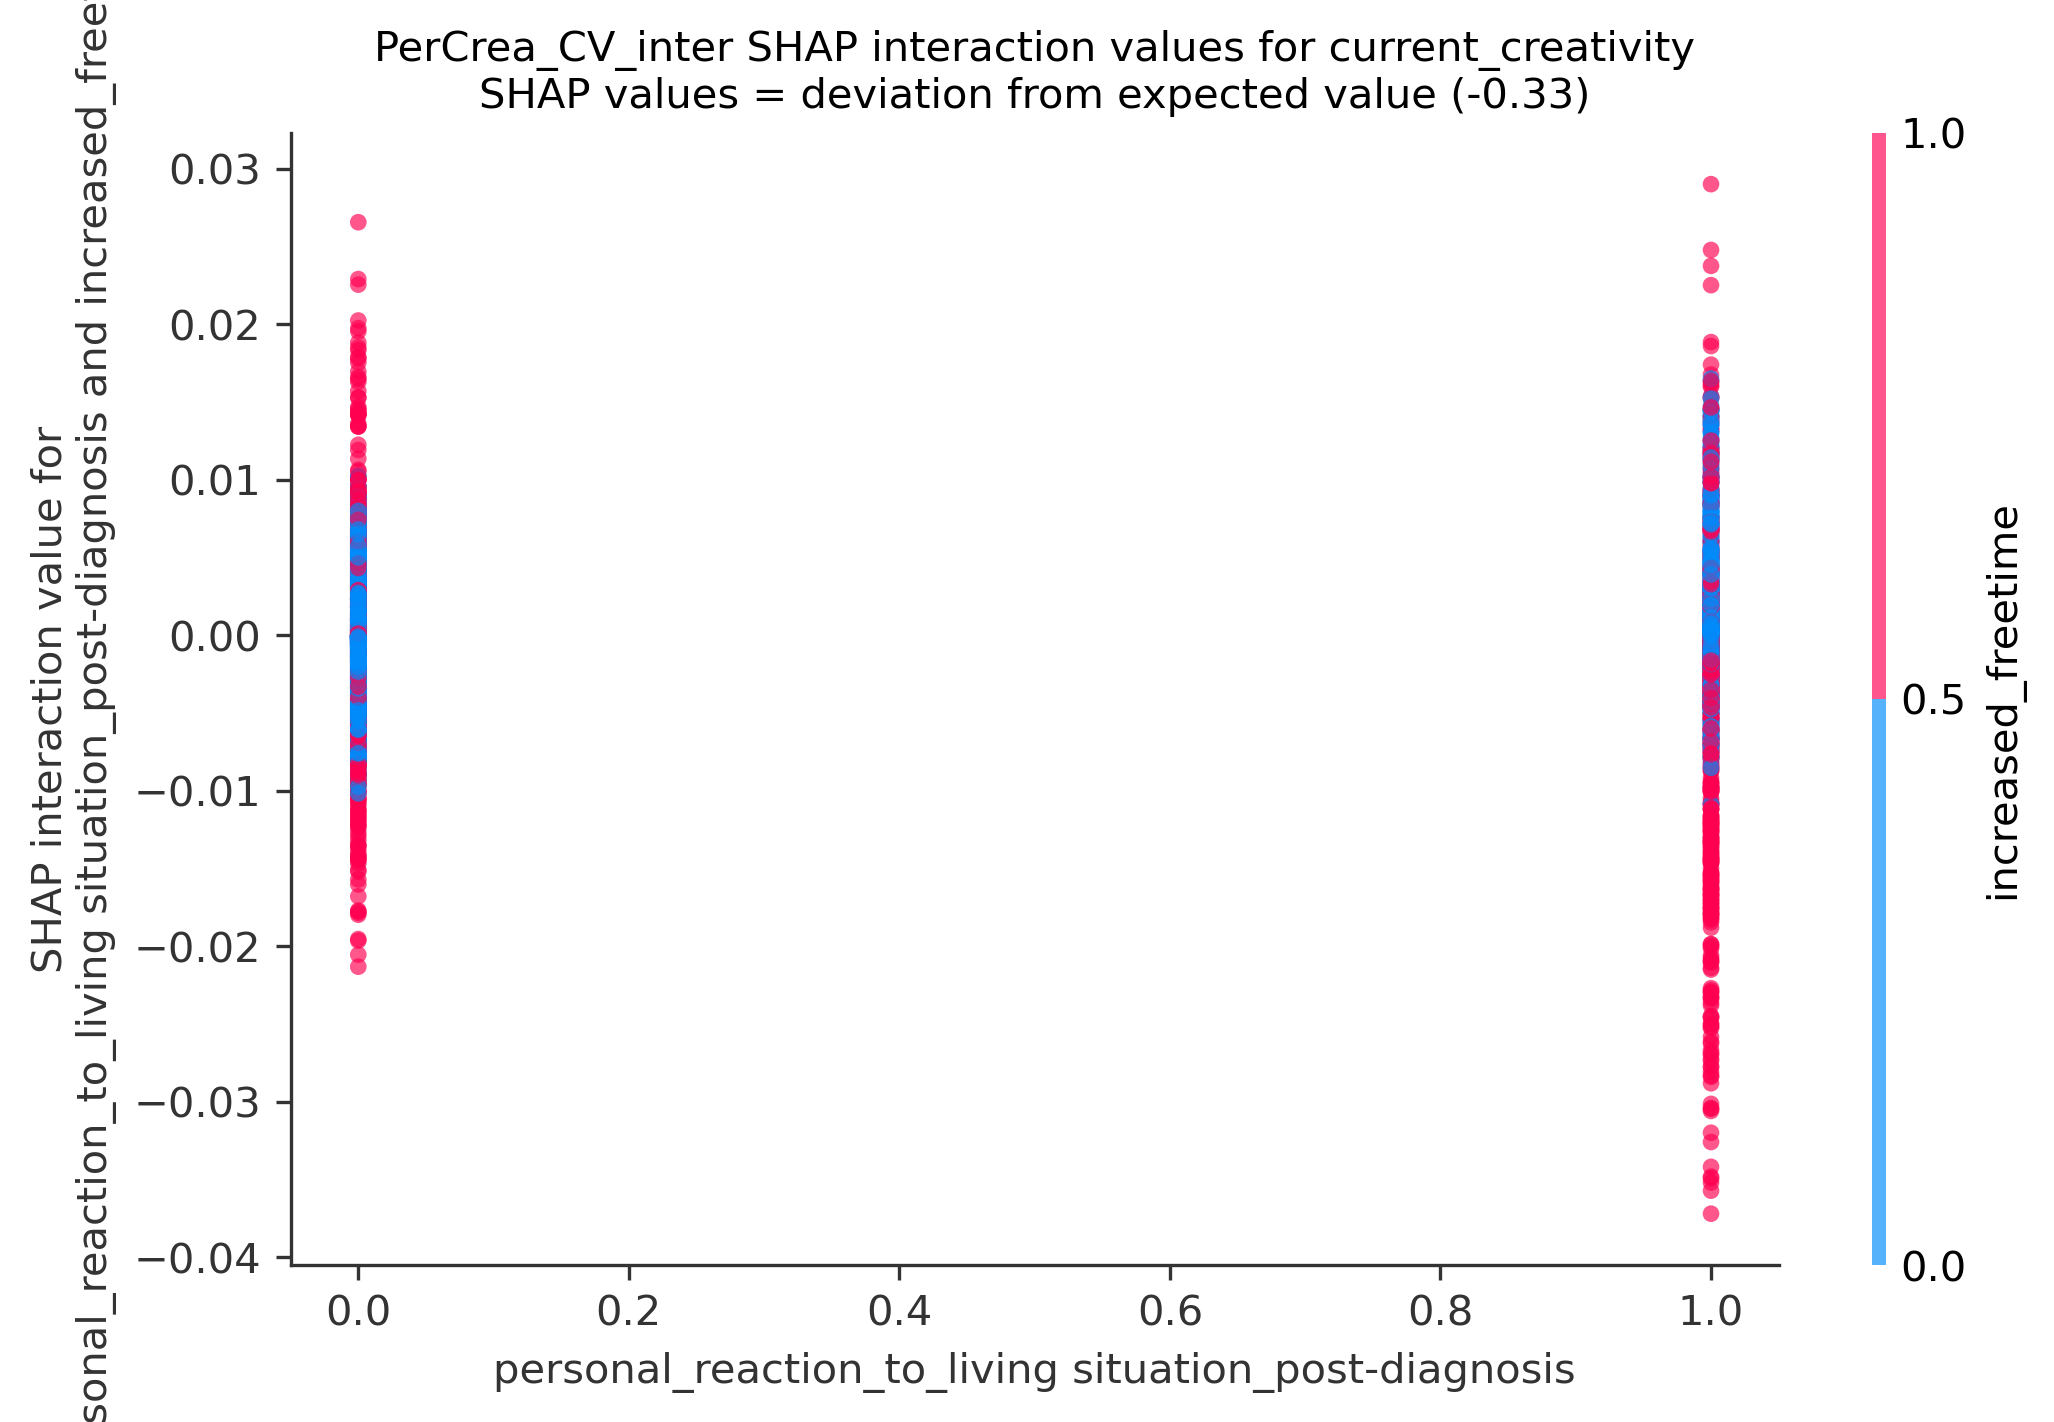 PerCrea_CV_inter SHAP interaction values for current_creativity
SHAP values = deviation from expected value (-0.33)
SHAP interaction value for
sonal_reaction_to_living situation_post-diagnosis and increased_free
0.03
0.02
0.01
0.00
−0.01
−0.02
−0.03
−0.04
0.0
0.2
0.4
0.6
0.8
1.0
personal_reaction_to_living situation_post-diagnosis
1.0
0.5
0.0
increased_freetime